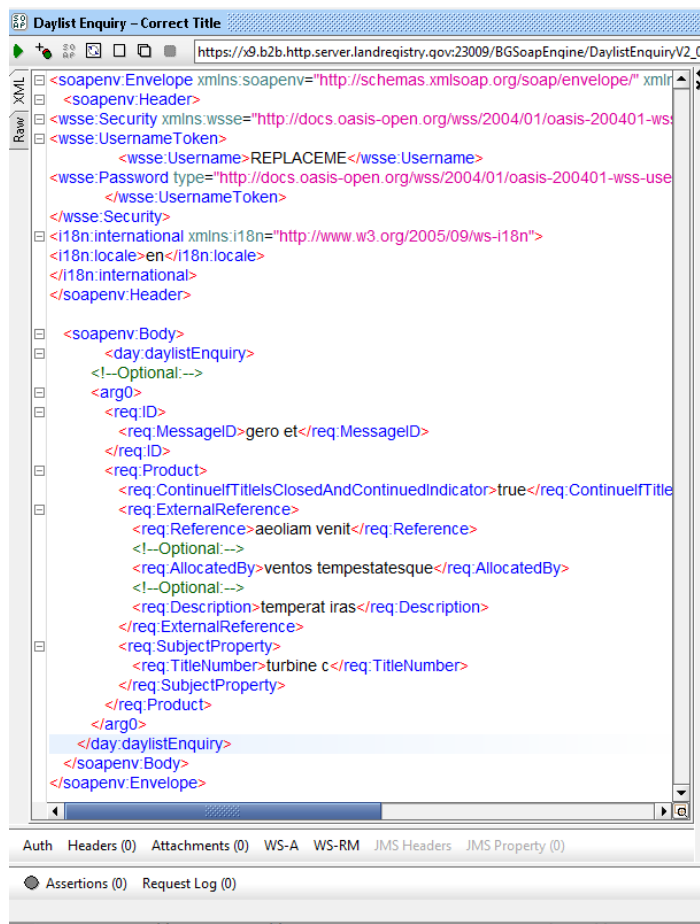 Daylist Enquiry – Correct Title
https://x9.b2b.http.server.landregistry.gov:23009/BGSoapEngine/DaylistEnquiryV2_0
XML
Raw
<soapenv:Envelope xmlns:soapenv="http://schemas.xmlsoap.org/soap/envelope/" xmlr
<soapenv:Header>
<wsse:Security xmlns:wsse="http://docs.oasis-open.org/wss/2004/01/oasis-200401-wss
<wsse:UsernameToken>
<wsse:Username>REPLACEME</wsse:Username>
<wsse:Password type="http://docs.oasis-open.org/wss/2004/01/oasis-200401-wss-use
</wsse:UsernameToken>
</wsse:Security>
<i18n:international xmlns:i18n="http://www.w3.org/2005/09/ws-i18n">
<i18n:locale>en</i18n:locale>
</i18n:international>
</soapenv:Header>
<soapenv:Body>
<day:daylistEnquiry>
<!--Optional:-->
<arg0>
<req:ID>
<req:MessageID>gero et</req:MessageID>
</req:ID>
<req:Product>
<req:ContinueIfTitleIsClosedAndContinuedIndicator>true</req:ContinueIfTitle
<req:ExternalReference>
<req:Reference>aeoliam venit</req:Reference>
<!--Optional:-->
<req:AllocatedBy>ventos tempestatesque</req:AllocatedBy>
<!--Optional:-->
<req:Description>temperat iras</req:Description>
</req:ExternalReference>
<req:SubjectProperty>
<req:TitleNumber>turbine c</req:TitleNumber>
</req:SubjectProperty>
</req:Product>
</arg0>
</day:daylistEnquiry>
</soapenv:Body>
</soapenv:Envelope>
Auth Headers (0) Attachments (0) WS-A WS-RM JMS Headers JMS Property (0)
Assertions (0) Request Log (0)